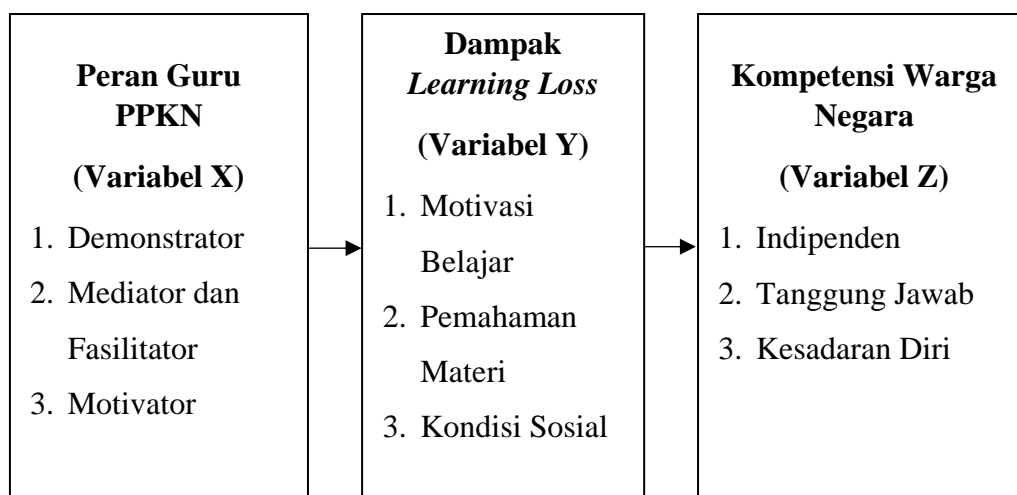 Peran Guru
PPKN
(Variabel X)
1. Demonstrator
2. Mediator dan
Fasilitator
3. Motivator
Dampak
Learning Loss
(Variabel Y)
1. Motivasi
Belajar
2. Pemahaman
Materi
3. Kondisi Sosial
Kompetensi Warga
Negara
(Variabel Z)
1. Indipenden
2. Tanggung Jawab
3. Kesadaran Diri